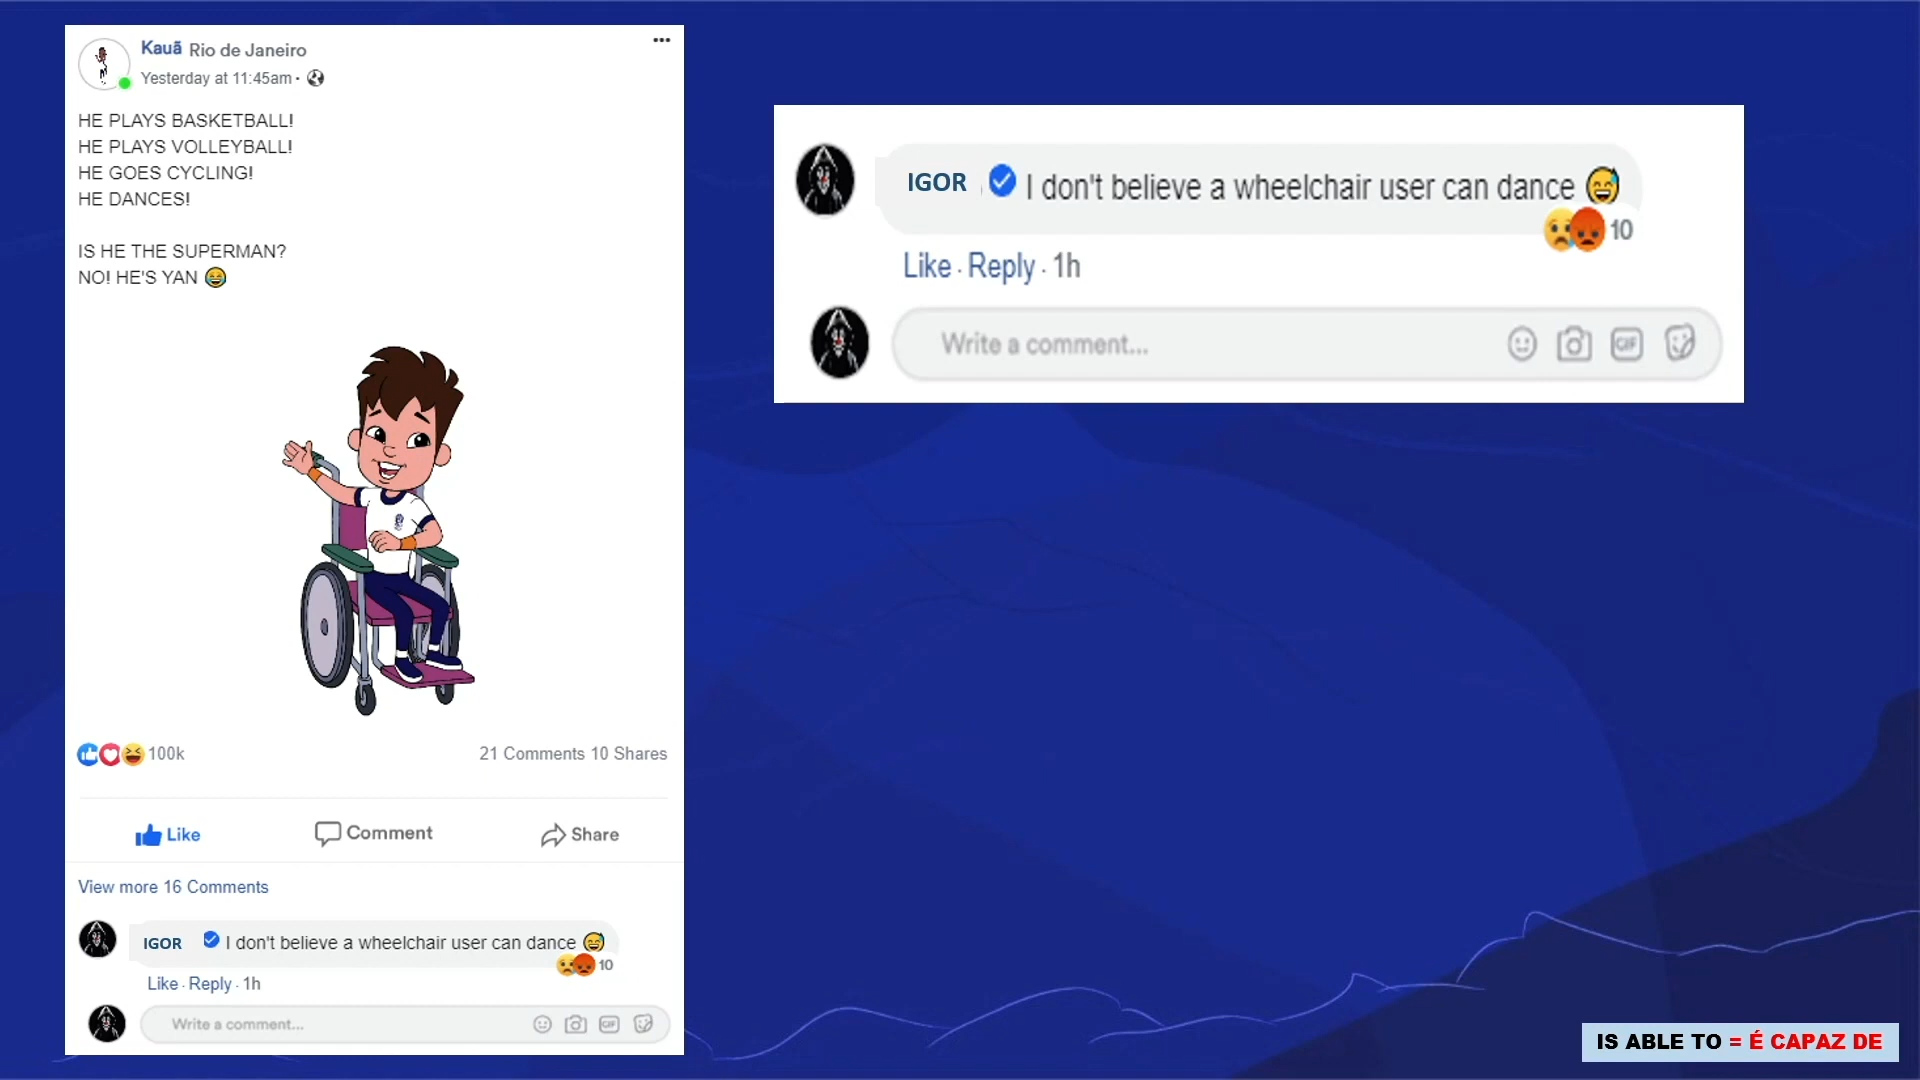 Kauã Rio de Janeiro
Yesterday at 11:45am ·
HE PLAYS BASKETBALL!
HE PLAYS VOLLEYBALL!
HE GOES CYCLING!
HE DANCES!
IS HE THE SUPERMAN?
NO! HE'S YAN 😅
100k
21 Comments 10 Shares
Like
Comment
Share
View more 16 Comments
IGOR I don't believe a wheelchair user can dance 😅
10
Like · Reply · 1h
Write a comment...
GIF
IGOR I don't believe a wheelchair user can dance 😅
10
Like · Reply · 1h
Write a comment...
GIF
IS ABLE TO = É CAPAZ DE